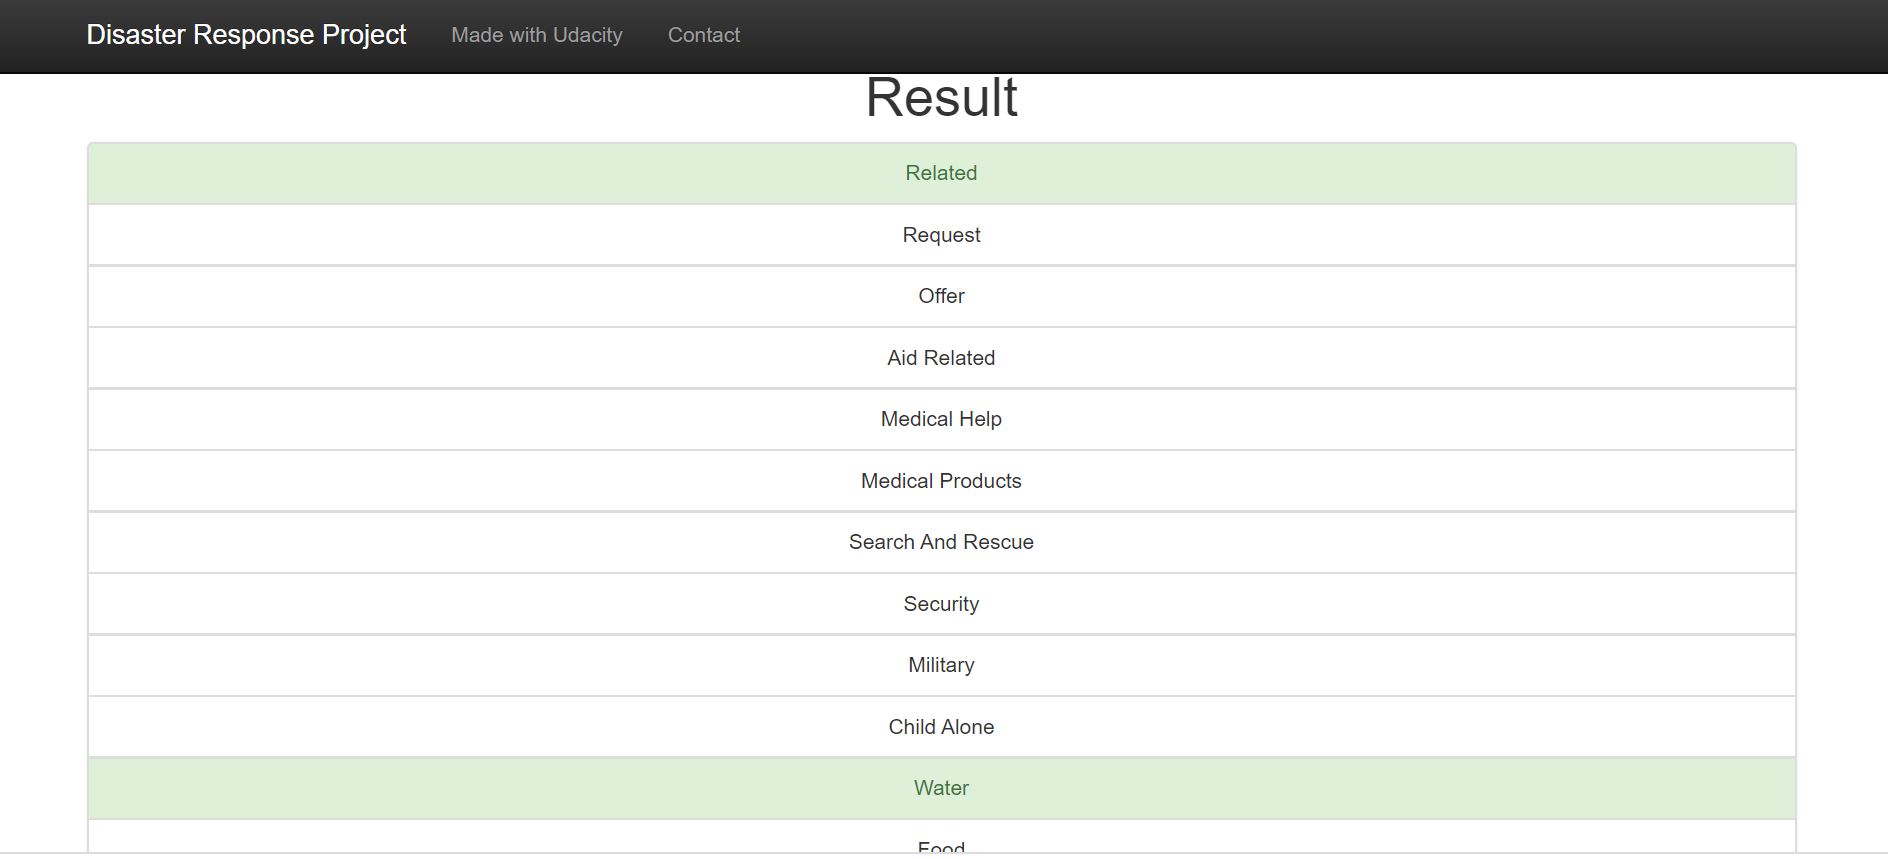 Disaster Response Project Made with Udacity Contact
Result
Related
Request
Offer
Aid Related
Medical Help
Medical Products
Search And Rescue
Security
Military
Child Alone
Water
Food